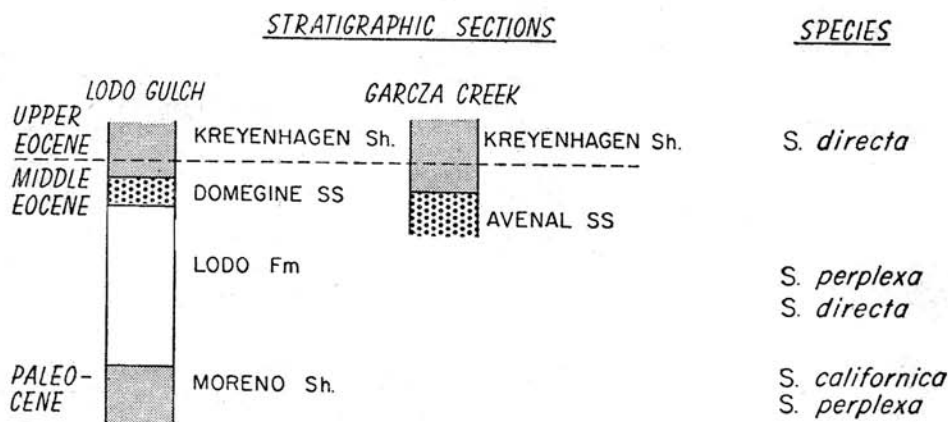 STRATIGRAPHIC SECTIONS
SPECIES
LODO GULCH
GARCZA CREEK
UPPER
EOCENE
KREYENHAGEN Sh.
KREYENHAGEN Sh.
S. directa
MIDDLE
EOCENE
DOMEGINE SS
AVENAL SS
LODO Fm
S. perplexa
S. directa
PALEO-
CENE
MORENO Sh.
S. californica
S. perplexa